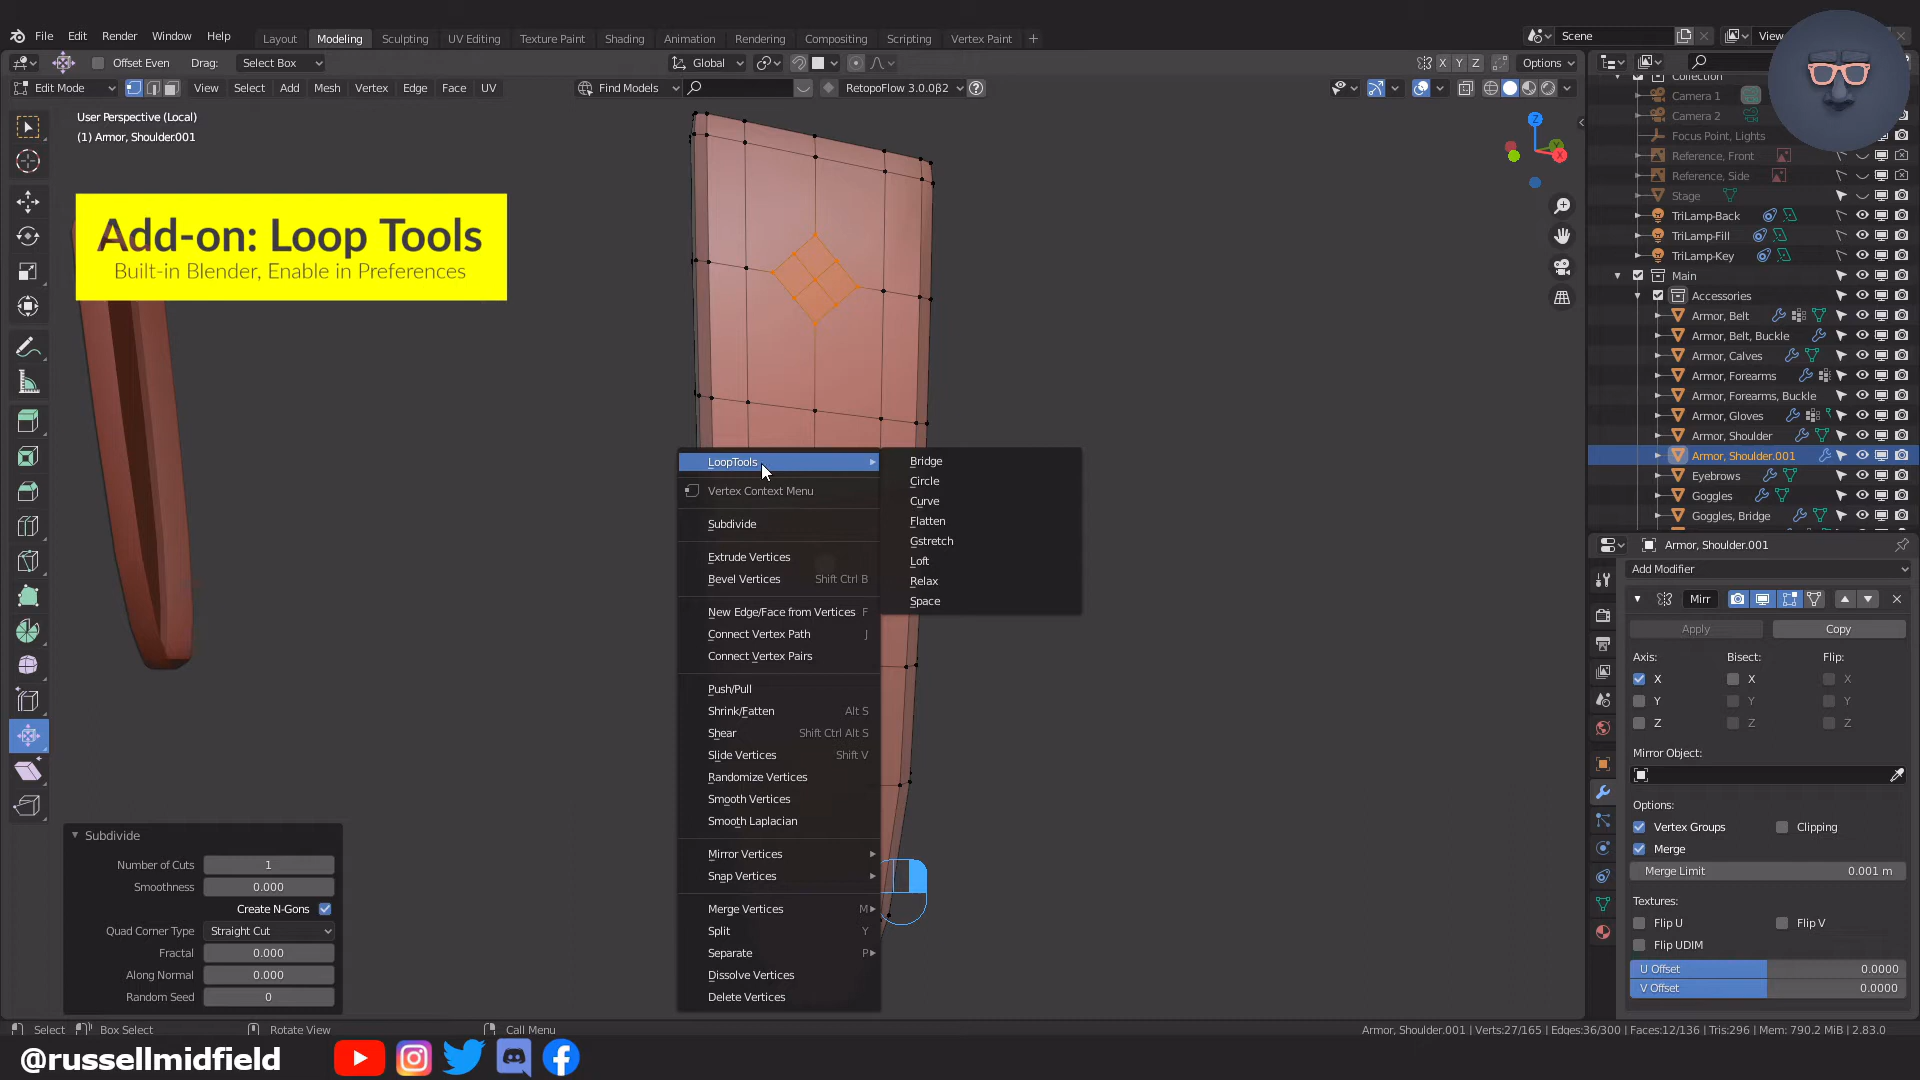 File Edit Render Window Help Layout Modeling Sculpting UV Editing Texture Paint Shading Animation Rendering Compositing Scripting Vertex Paint + Scene View
Offset Even Drag: Select Box Global X Y Z Options
Edit Mode View Select Add Mesh Vertex Edge Face UV Find Models RetopoFlow 3.0.0β2
User Perspective (Local)
(1) Armor, Shoulder.001
Add-on: Loop Tools
Built-in Blender, Enable in Preferences
Z
X
Collection
Camera 1
Camera 2
Focus Point, Lights
Reference, Front
Reference, Side
Stage
TriLamp-Back
TriLamp-Fill
TriLamp-Key
Main
Accessories
Armor, Belt
Armor, Belt, Buckle
Armor, Calves
Armor, Forearms
Armor, Forearms, Buckle
Armor, Gloves
Armor, Shoulder
Armor, Shoulder.001
Eyebrows
Goggles
Goggles, Bridge
LoopTools
Vertex Context Menu
Subdivide
Extrude Vertices
Bevel Vertices Shift Ctrl B
New Edge/Face from Vertices F
Connect Vertex Path J
Connect Vertex Pairs
Push/Pull
Shrink/Fatten Alt S
Shear Shift Ctrl Alt S
Slide Vertices Shift V
Randomize Vertices
Smooth Vertices
Smooth Laplacian
Mirror Vertices
Snap Vertices
Merge Vertices M
Split Y
Separate P
Dissolve Vertices
Delete Vertices
Bridge
Circle
Curve
Flatten
Gstretch
Loft
Relax
Space
Subdivide
Number of Cuts 1
Smoothness 0.000
Create N-Gons
Quad Corner Type Straight Cut
Fractal 0.000
Along Normal 0.000
Random Seed 0
Armor, Shoulder.001
Add Modifier
Mirr
Apply Copy
Axis: Bisect: Flip:
X X X
Y Y Y
Z Z Z
Mirror Object:
Options:
Vertex Groups Clipping
Merge
Merge Limit 0.001 m
Textures:
Flip U Flip V
Flip UDIM
U Offset 0.0000
V Offset 0.0000
Select Box Select Rotate View Call Menu Armor, Shoulder.001 | Verts:27/165 | Edges:36/300 | Faces:12/136 | Tris:296 | Mem: 790.2 MiB | 2.83.0
@russellmidfield